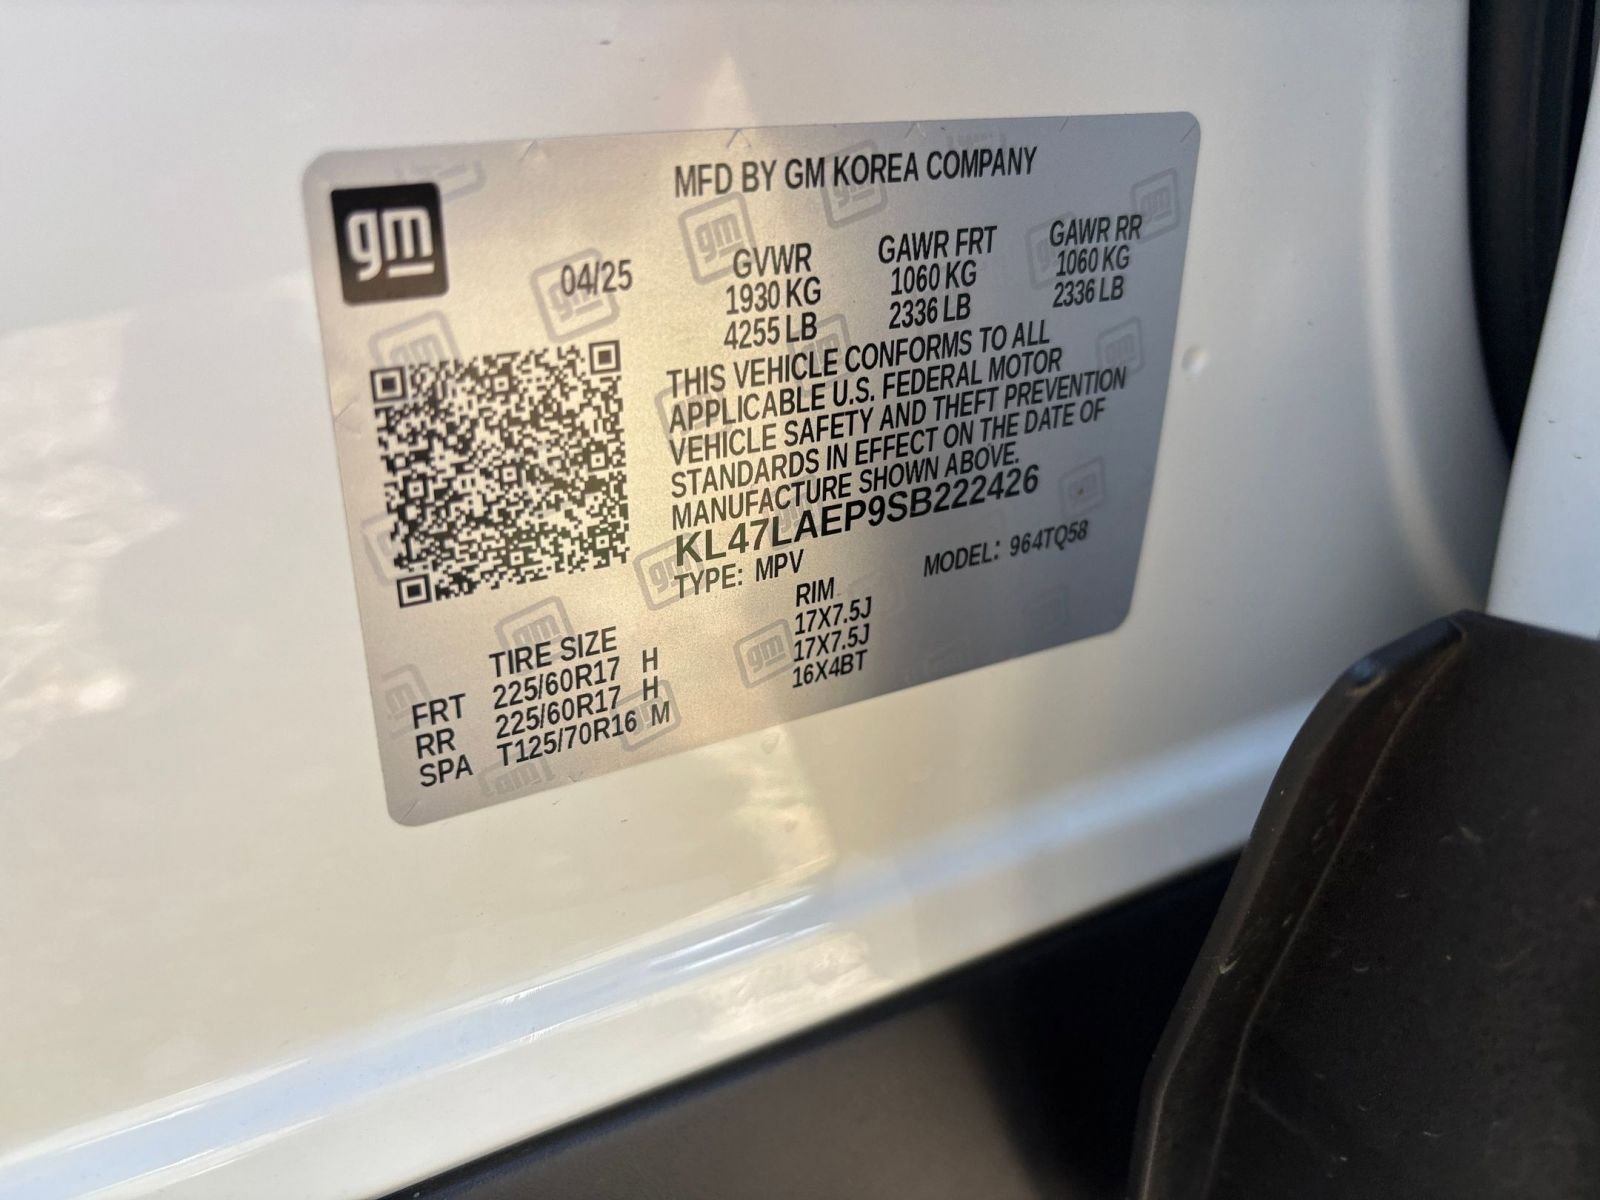 gm
MFD BY GM KOREA COMPANY
04/25
GVWR GAWR FRT GAWR RR
1930 KG 1060 KG 1060 KG
4255 LB 2336 LB 2336 LB
THIS VEHICLE CONFORMS TO ALL
APPLICABLE U.S. FEDERAL MOTOR
VEHICLE SAFETY AND THEFT PREVENTION
STANDARDS IN EFFECT ON THE DATE OF
MANUFACTURE SHOWN ABOVE.
KL47LAEP9SB222426
TYPE: MPV MODEL: 964TQ58
TIRE SIZE RIM
FRT 225/60R17 H 17X7.5J
RR 225/60R17 H 17X7.5J
SPA T125/70R16 M 16X4BT